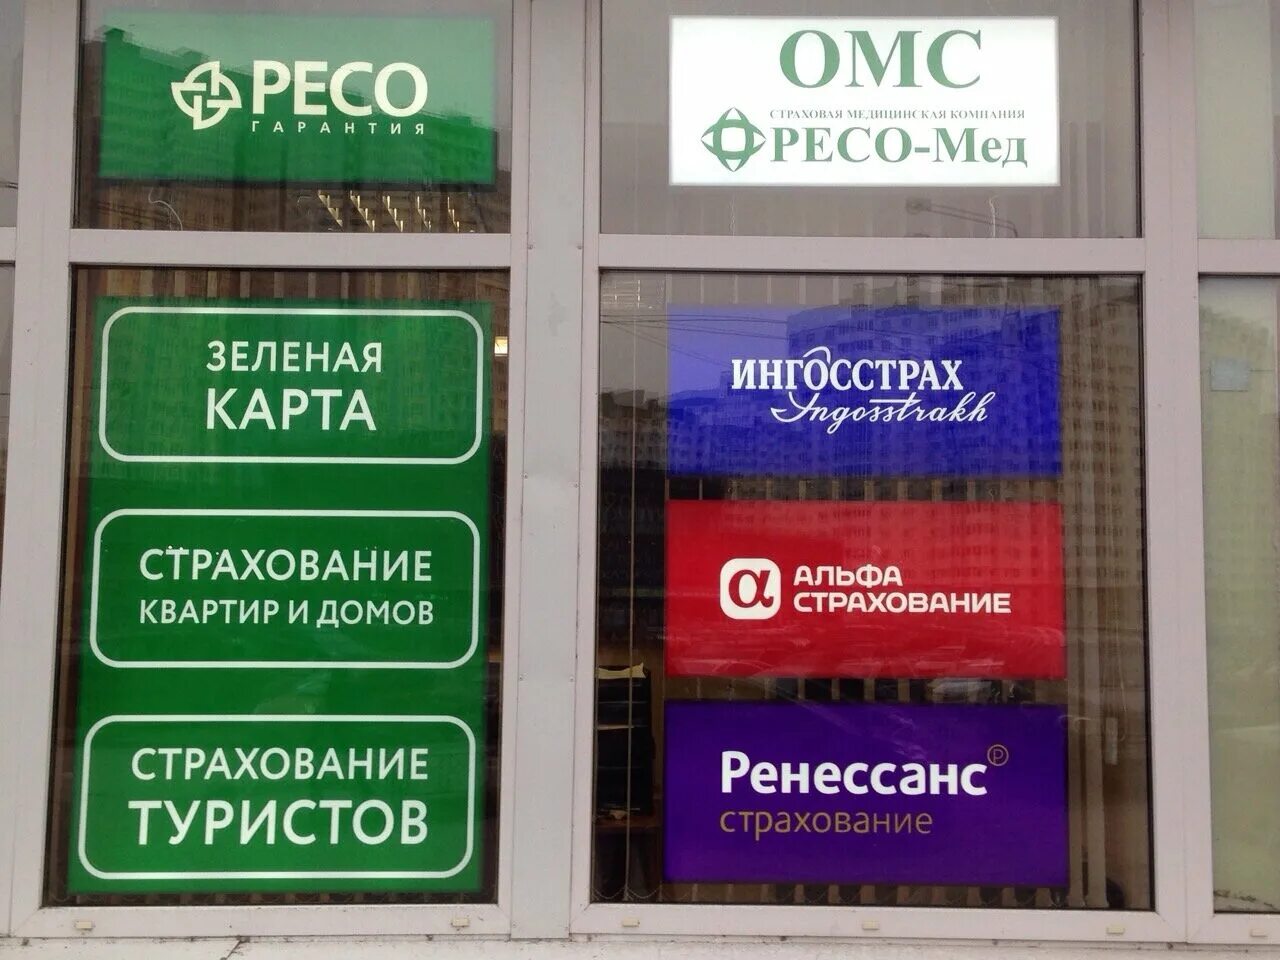 РЕСО
ГАРАНТИЯ
ОМС
СТРАХОВАЯ МЕДИЦИНСКАЯ КОМПАНИЯ
РЕСО-Мед
ЗЕЛЕНАЯ
КАРТА
СТРАХОВАНИЕ
КВАРТИР И ДОМОВ
СТРАХОВАНИЕ
ТУРИСТОВ
ИНГОССТРАХ
Ingosstrakh
α АЛЬФА
СТРАХОВАНИЕ
Ренессанс Ⓟ
страхование